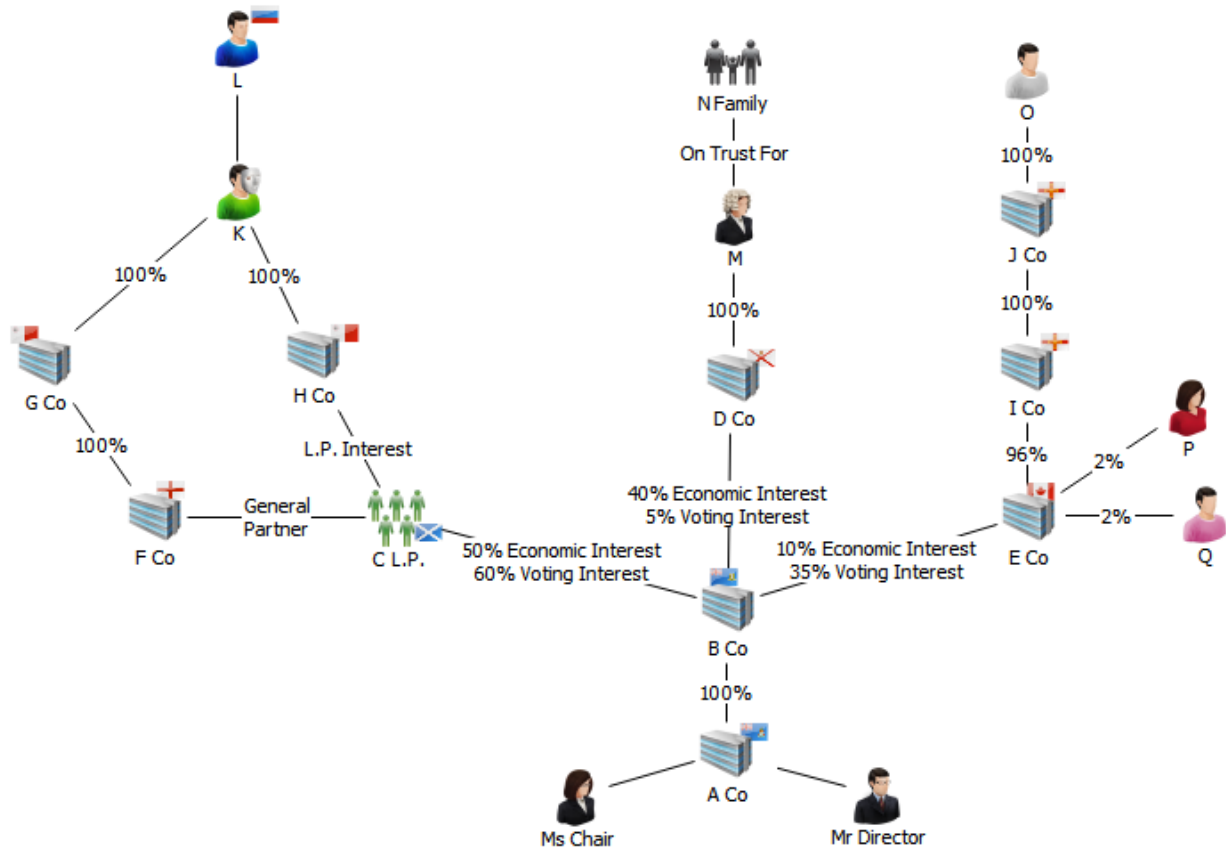 L
N Family
O
On Trust For
100%
K
M
J Co
100%
100%
100%
100%
G Co
H Co
D Co
I Co
100%
L.P. Interest
96%
2%
P
General
Partner
40% Economic Interest
5% Voting Interest
2%
F Co
C L.P.
50% Economic Interest
60% Voting Interest
10% Economic Interest
35% Voting Interest
E Co
Q
B Co
100%
A Co
Ms Chair
Mr Director